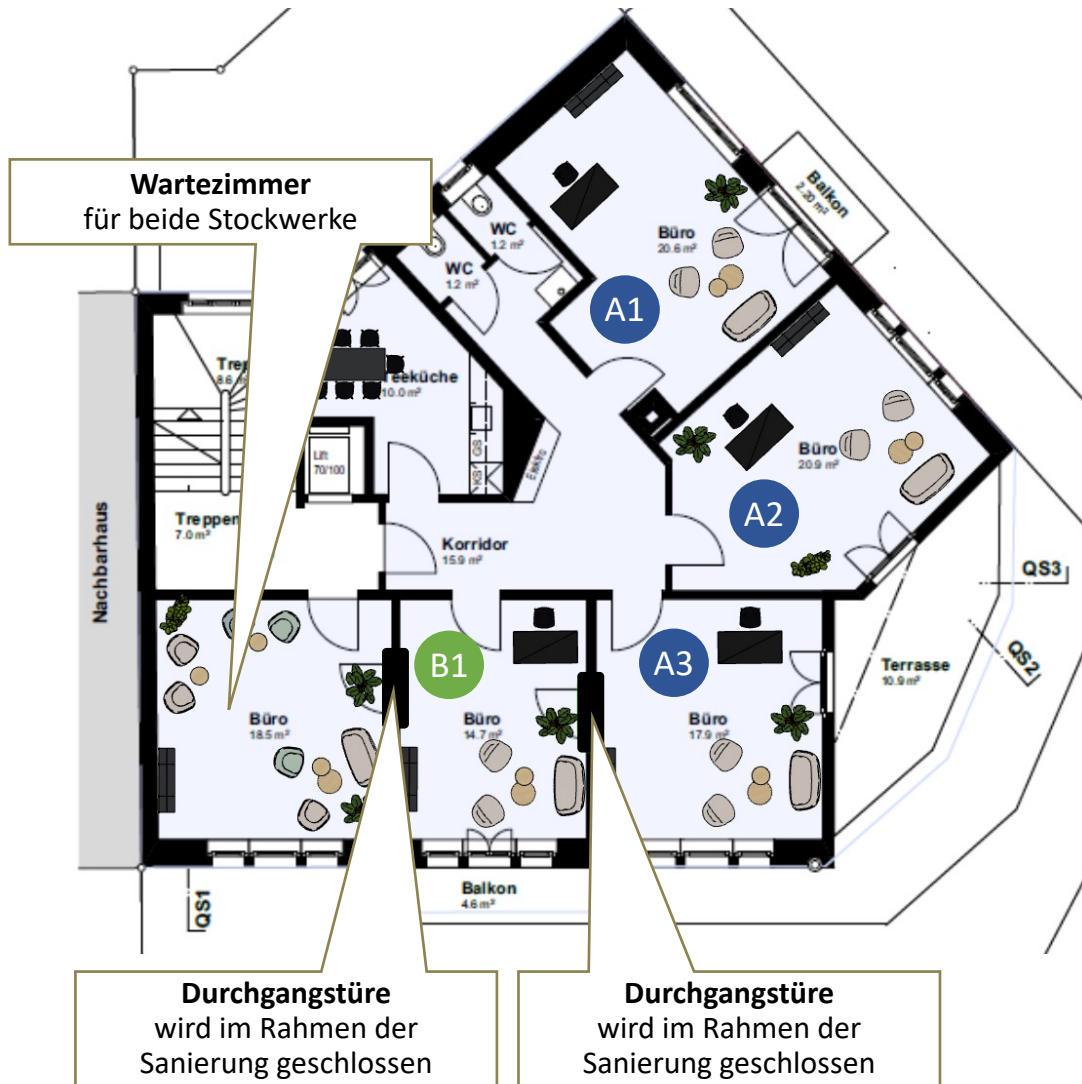 Wartezimmer
für beide Stockwerke
Balkon
2.20 m²
WC
1.2 m²
WC
1.2 m²
Büro
20.6 m²
A1
Teeküche
10.0 m²
Lift
70/100
GS
KS
Elektro
Büro
20.9 m²
A2
Treppen
7.0 m²
Korridor
15.9 m²
Nachbarhaus
QS3
QS2
Terrasse
10.9 m²
B1
A3
Büro
18.5 m²
Büro
14.7 m²
Büro
17.9 m²
QS1
Balkon
4.6 m²
Durchgangstüre
wird im Rahmen der
Sanierung geschlossen
Durchgangstüre
wird im Rahmen der
Sanierung geschlossen